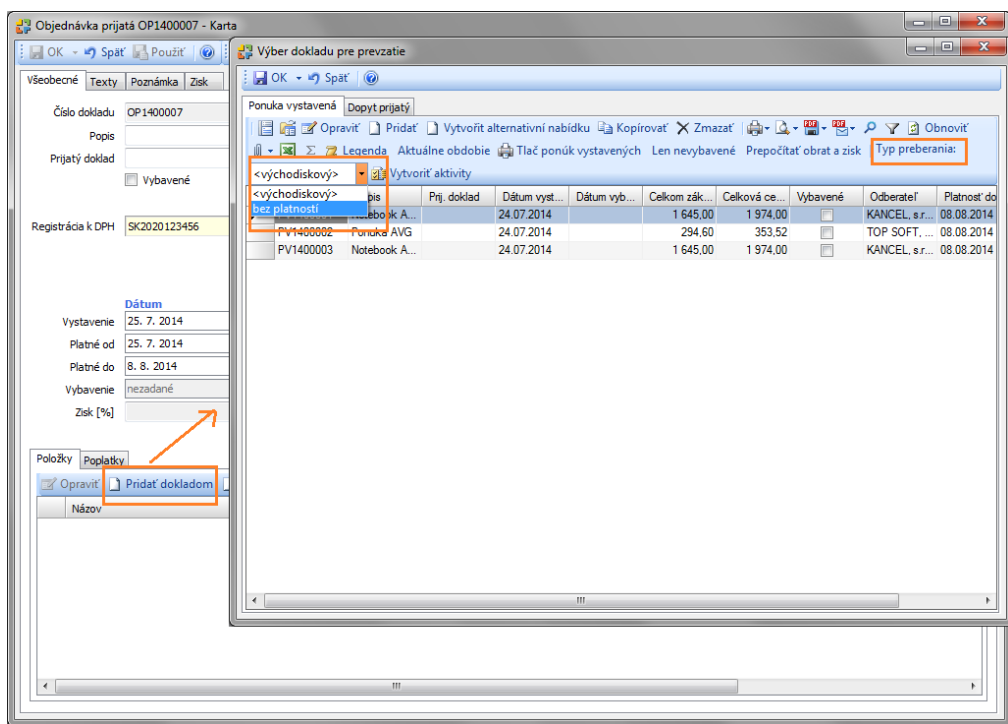 Objednávka prijatá OP1400007 - Karta
OK Späť Použiť
Všeobecné Texty Poznámka Zisk
Číslo dokladu OP1400007
Popis
Prijatý doklad
Vybavené
Registrácia k DPH SK2020123456
Dátum
Vystavenie 25. 7. 2014
Platné od 25. 7. 2014
Platné do 8. 8. 2014
Vybavenie nezadané
Zisk [%]
Položky Poplatky
Opraviť Pridať dokladom
Názov
Výber dokladu pre prevzatie
OK Späť
Ponuka vystavená Dopyt prijatý
Opraviť Pridať Vytvořit alternativní nabídku Kopírovať Zmazať Obnoviť
Legenda Aktuálne obdobie Tlač ponúk vystavených Len nevybavené Prepočítať obrat a zisk Typ preberania:
<východiskový> Vytvoriť aktivity
<východiskový>
bez platností
Prij. doklad Dátum vyst... Dátum vyb... Celkom zák... Celková ce... Vybavené Odberateľ Platnosť do
Notebook A... 24.07.2014 1 645,00 1 974,00 KANCEL, s.r... 08.08.2014
PV1400002 Ponuka AVG 24.07.2014 294,60 353,52 TOP SOFT, ... 08.08.2014
PV1400003 Notebook A... 24.07.2014 1 645,00 1 974,00 KANCEL, s.r... 08.08.2014